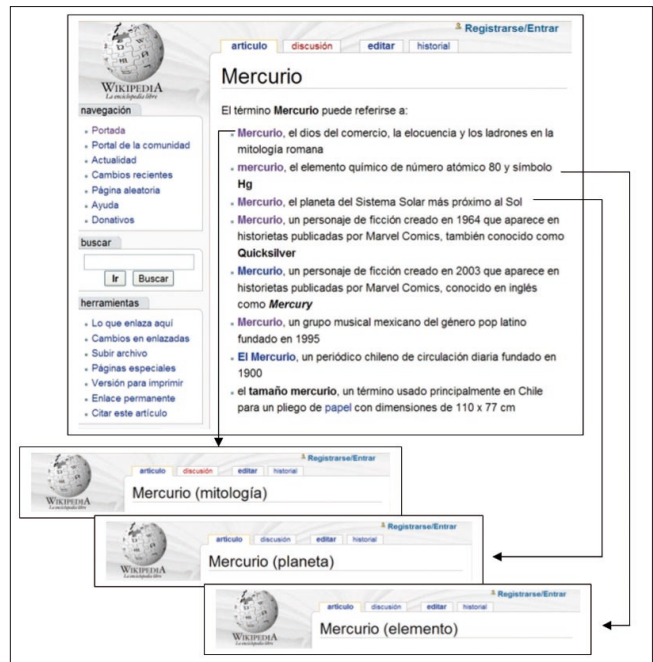 Registrarse/Entrar
artículo discusión editar historial
WIKIPEDIA
La enciclopedia libre
Mercurio
navegación
Portada
Portal de la comunidad
Actualidad
Cambios recientes
Página aleatoria
Ayuda
Donativos
buscar
Ir Buscar
herramientas
Lo que enlaza aquí
Cambios en enlazadas
Subir archivo
Páginas especiales
Versión para imprimir
Enlace permanente
Citar este artículo
El término Mercurio puede referirse a:
Mercurio, el dios del comercio, la elocuencia y los ladrones en la
mitología romana
mercurio, el elemento químico de número atómico 80 y símbolo
Hg
Mercurio, el planeta del Sistema Solar más próximo al Sol
Mercurio, un personaje de ficción creado en 1964 que aparece en
historietas publicadas por Marvel Comics, también conocido como
Quicksilver
Mercurio, un personaje de ficción creado en 2003 que aparece en
historietas publicadas por Marvel Comics, conocido en inglés
como Mercury
Mercurio, un grupo musical mexicano del género pop latino
fundado en 1995
El Mercurio, un periódico chileno de circulación diaria fundado en
1900
el tamaño mercurio, un término usado principalmente en Chile
para un pliego de papel con dimensiones de 110 x 77 cm
Registrarse/Entrar
artículo discusión editar historial
WIKIPEDIA
Mercurio (mitología)
Registrarse/Entrar
artículo discusión editar historial
WIKIPEDIA
Mercurio (planeta)
Registrarse/Entrar
artículo discusión editar historial
WIKIPEDIA
Mercurio (elemento)